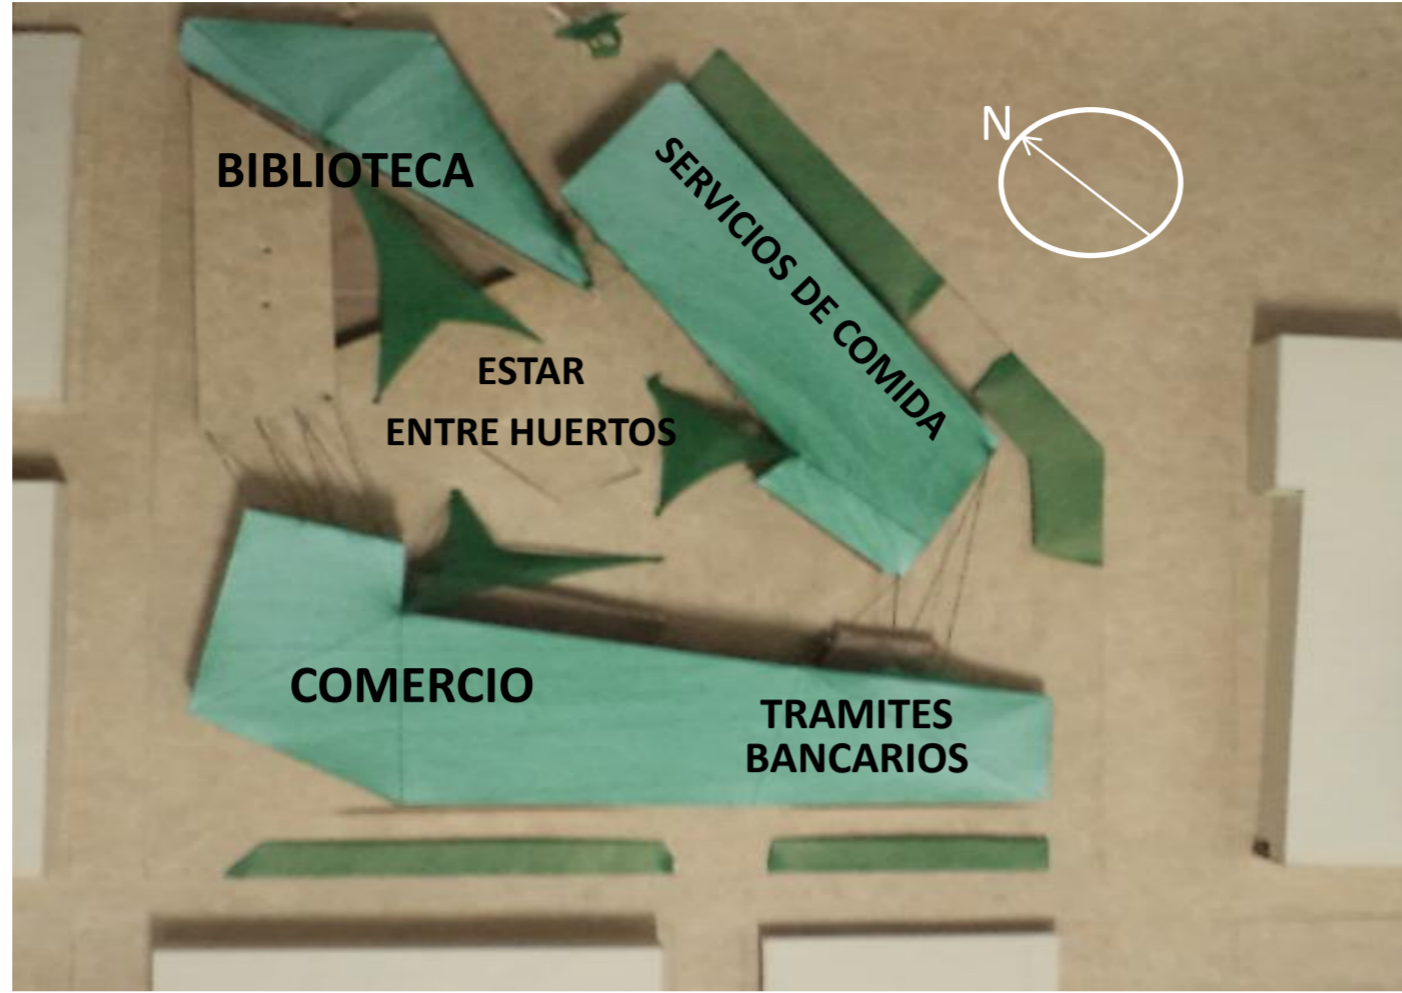 N
BIBLIOTECA
SERVICIOS DE COMIDA
ESTAR
ENTRE HUERTOS
COMERCIO
TRAMITES
BANCARIOS